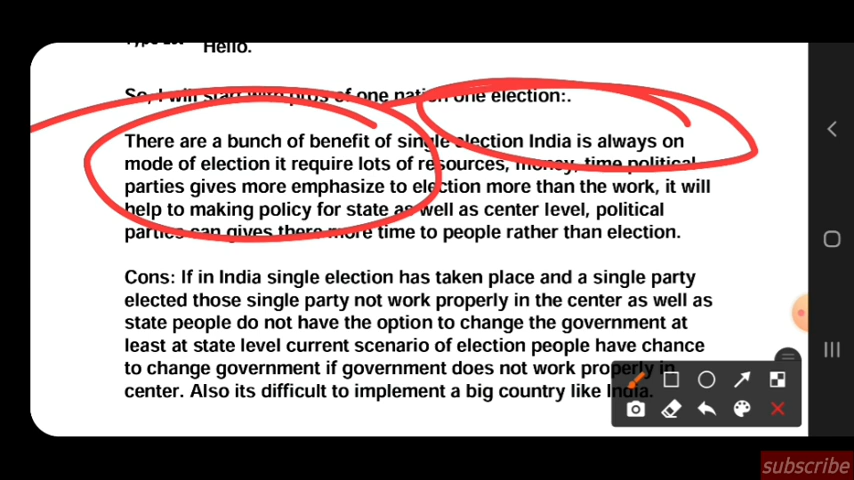 Hello.
So, I will start with pros of one nation one election:.
There are a bunch of benefit of single election India is always on
mode of election it require lots of resources, money, time political
parties gives more emphasize to election more than the work, it will
help to making policy for state as well as center level, political
parties can gives there more time to people rather than election.
Cons: If in India single election has taken place and a single party
elected those single party not work properly in the center as well as
state people do not have the option to change the government at
least at state level current scenario of election people have chance
to change government if government does not work properly in
center. Also its difficult to implement a big country like India.
subscribe